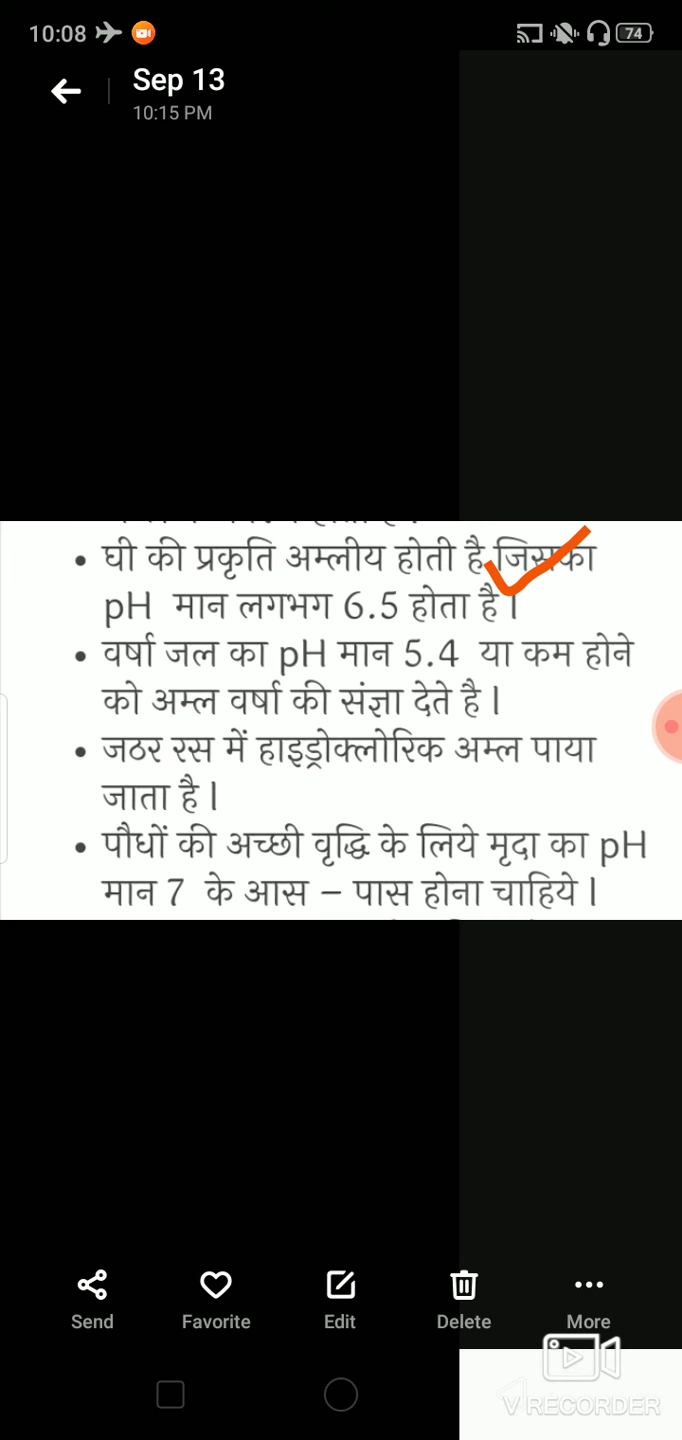 10:08
74
Sep 13
10:15 PM
• घी की प्रकृति अम्लीय होती है जिसका
pH मान लगभग 6.5 होता है l
• वर्षा जल का pH मान 5.4 या कम होने
को अम्ल वर्षा की संज्ञा देते है l
• जठर रस में हाइड्रोक्लोरिक अम्ल पाया
जाता है l
• पौधों की अच्छी वृद्धि के लिये मृदा का pH
मान 7 के आस – पास होना चाहिये l
Send Favorite Edit Delete More
VRECORDER